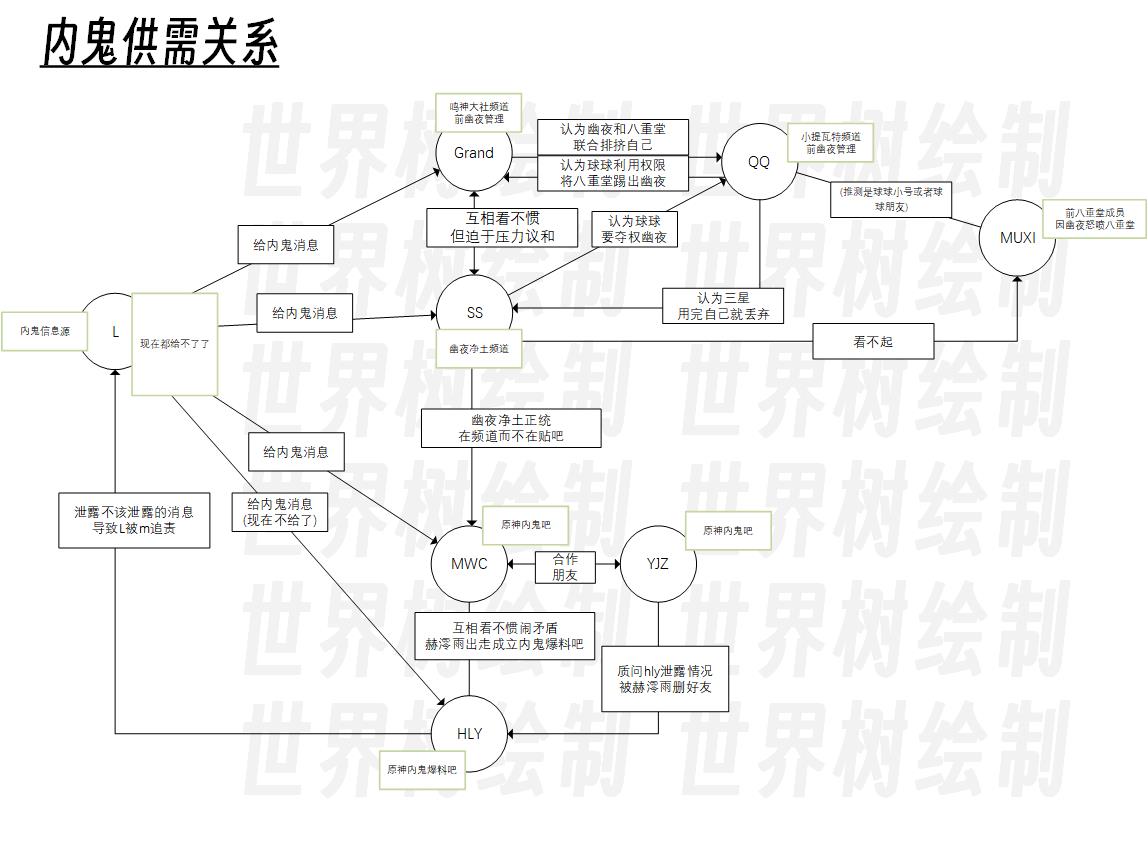 内鬼供需关系
鸣神大社频道
前幽夜管理
Grand
认为幽夜和八重堂
联合排挤自己
认为球球利用权限
将八重堂踢出幽夜
QQ
小提瓦特频道
前幽夜管理
(推测是球球小号或者球
球朋友)
MUXI
前八重堂成员
因幽夜怒喷八重堂
互相看不惯
但迫于压力议和
认为球球
要夺权幽夜
给内鬼消息
给内鬼消息
SS
幽夜净土频道
认为三星
用完自己就丢弃
看不起
内鬼信息源
L
现在都给不了了
幽夜净土正统
在频道而不在贴吧
给内鬼消息
给内鬼消息
(现在不给了)
泄露不该泄露的消息
导致L被m追责
MWC
原神内鬼吧
合作
朋友
YJZ
原神内鬼吧
互相看不惯闹矛盾
赫澪雨出走成立内鬼爆料吧
质问hly泄露情况
被赫澪雨删好友
HLY
原神内鬼爆料吧
世界树绘制 世界树绘制
世界树绘制 世界树绘制
世界树绘制 世界树绘制
世界树绘制 世界树绘制
世界树绘制 世界树绘制
世界树绘制 世界树绘制